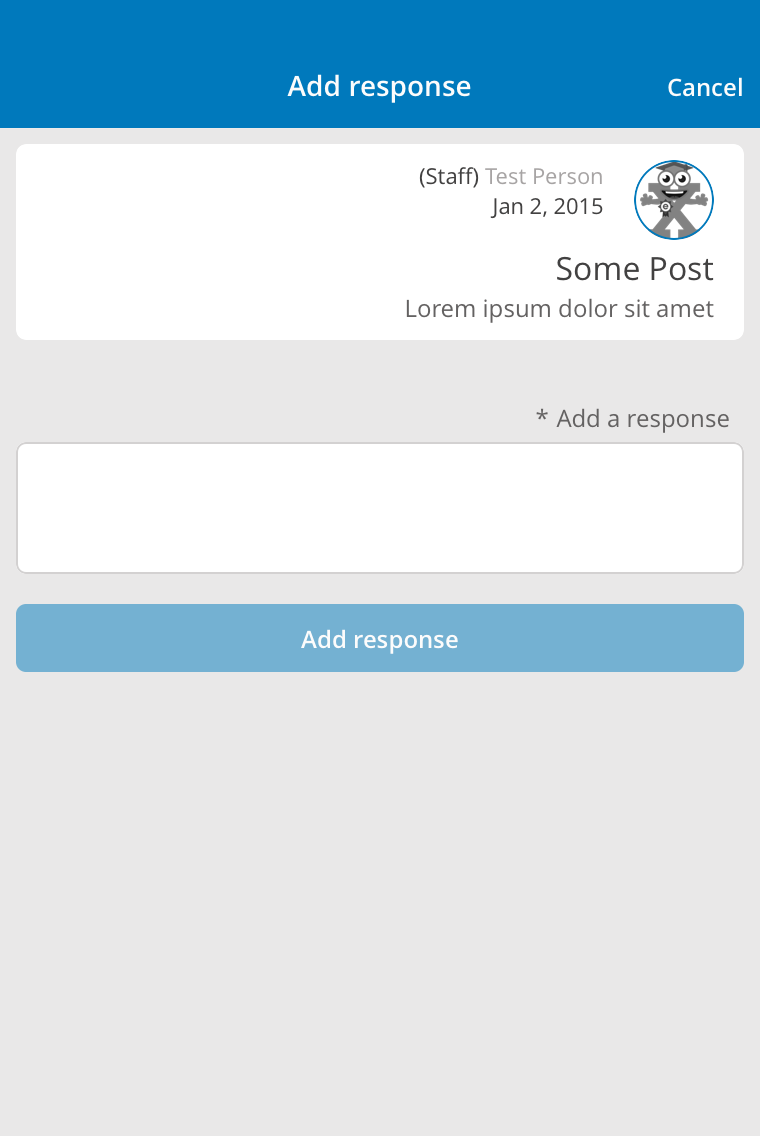 Add response
Cancel
(Staff) Test Person
Jan 2, 2015
Some Post
Lorem ipsum dolor sit amet
* Add a response
Add response